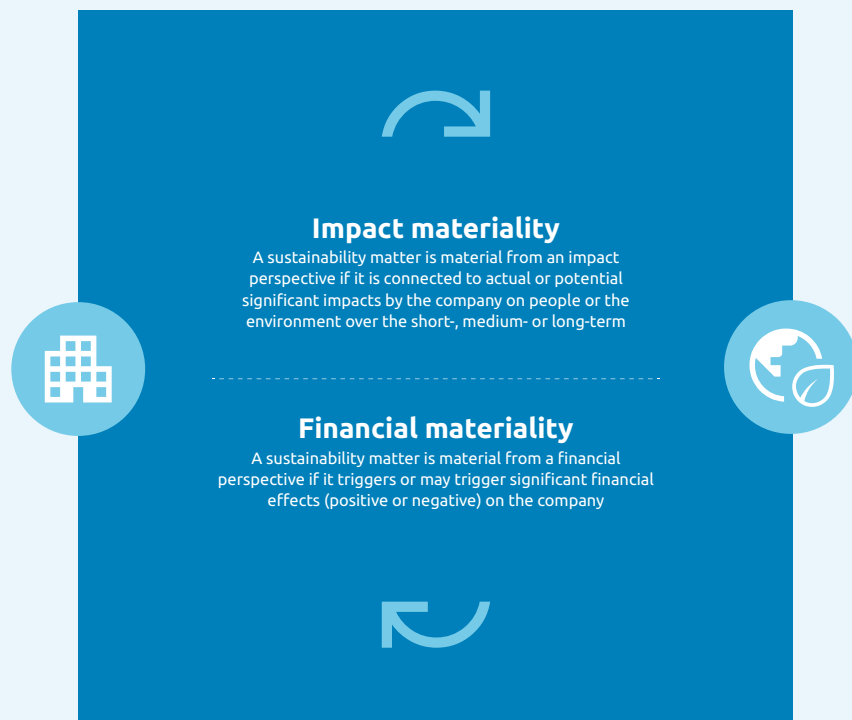 Impact materiality
A sustainability matter is material from an impact
perspective if it is connected to actual or potential
significant impacts by the company on people or the
environment over the short-, medium- or long-term
Financial materiality
A sustainability matter is material from a financial
perspective if it triggers or may trigger significant financial
effects (positive or negative) on the company